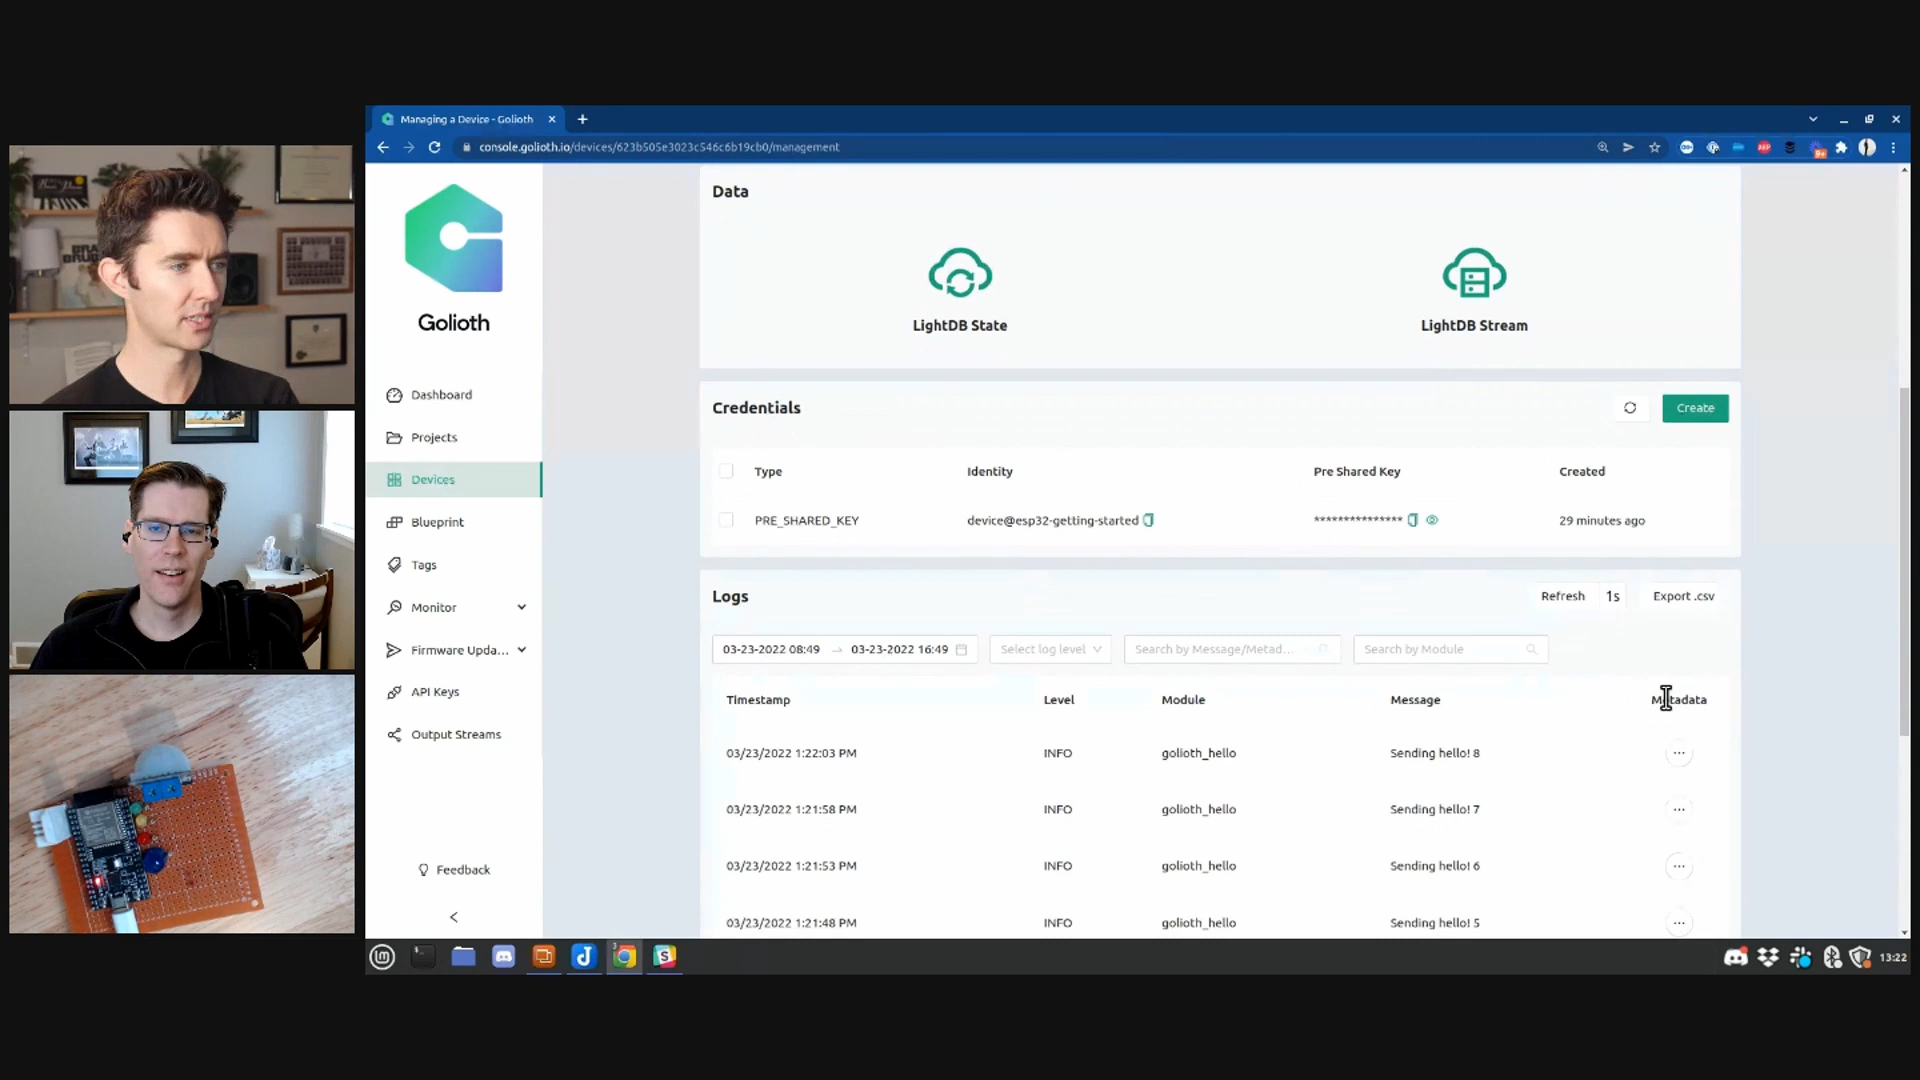 Managing a Device - Golioth
console.golioth.io/devices/623b505e3023c546c6b19cb0/management
Golioth
Dashboard
Projects
Devices
Blueprint
Tags
Monitor
Firmware Upda...
API Keys
Output Streams
Feedback
Data
LightDB State
LightDB Stream
Credentials
Create
Type Identity Pre Shared Key Created
PRE_SHARED_KEY device@esp32-getting-started *************** 29 minutes ago
Logs
Refresh 1s Export .csv
03-23-2022 08:49 → 03-23-2022 16:49 Select log level Search by Message/Metad... Search by Module
Timestamp Level Module Message Metadata
03/23/2022 1:22:03 PM INFO golioth_hello Sending hello! 8 ...
03/23/2022 1:21:58 PM INFO golioth_hello Sending hello! 7 ...
03/23/2022 1:21:53 PM INFO golioth_hello Sending hello! 6 ...
03/23/2022 1:21:48 PM INFO golioth_hello Sending hello! 5 ...
13:22